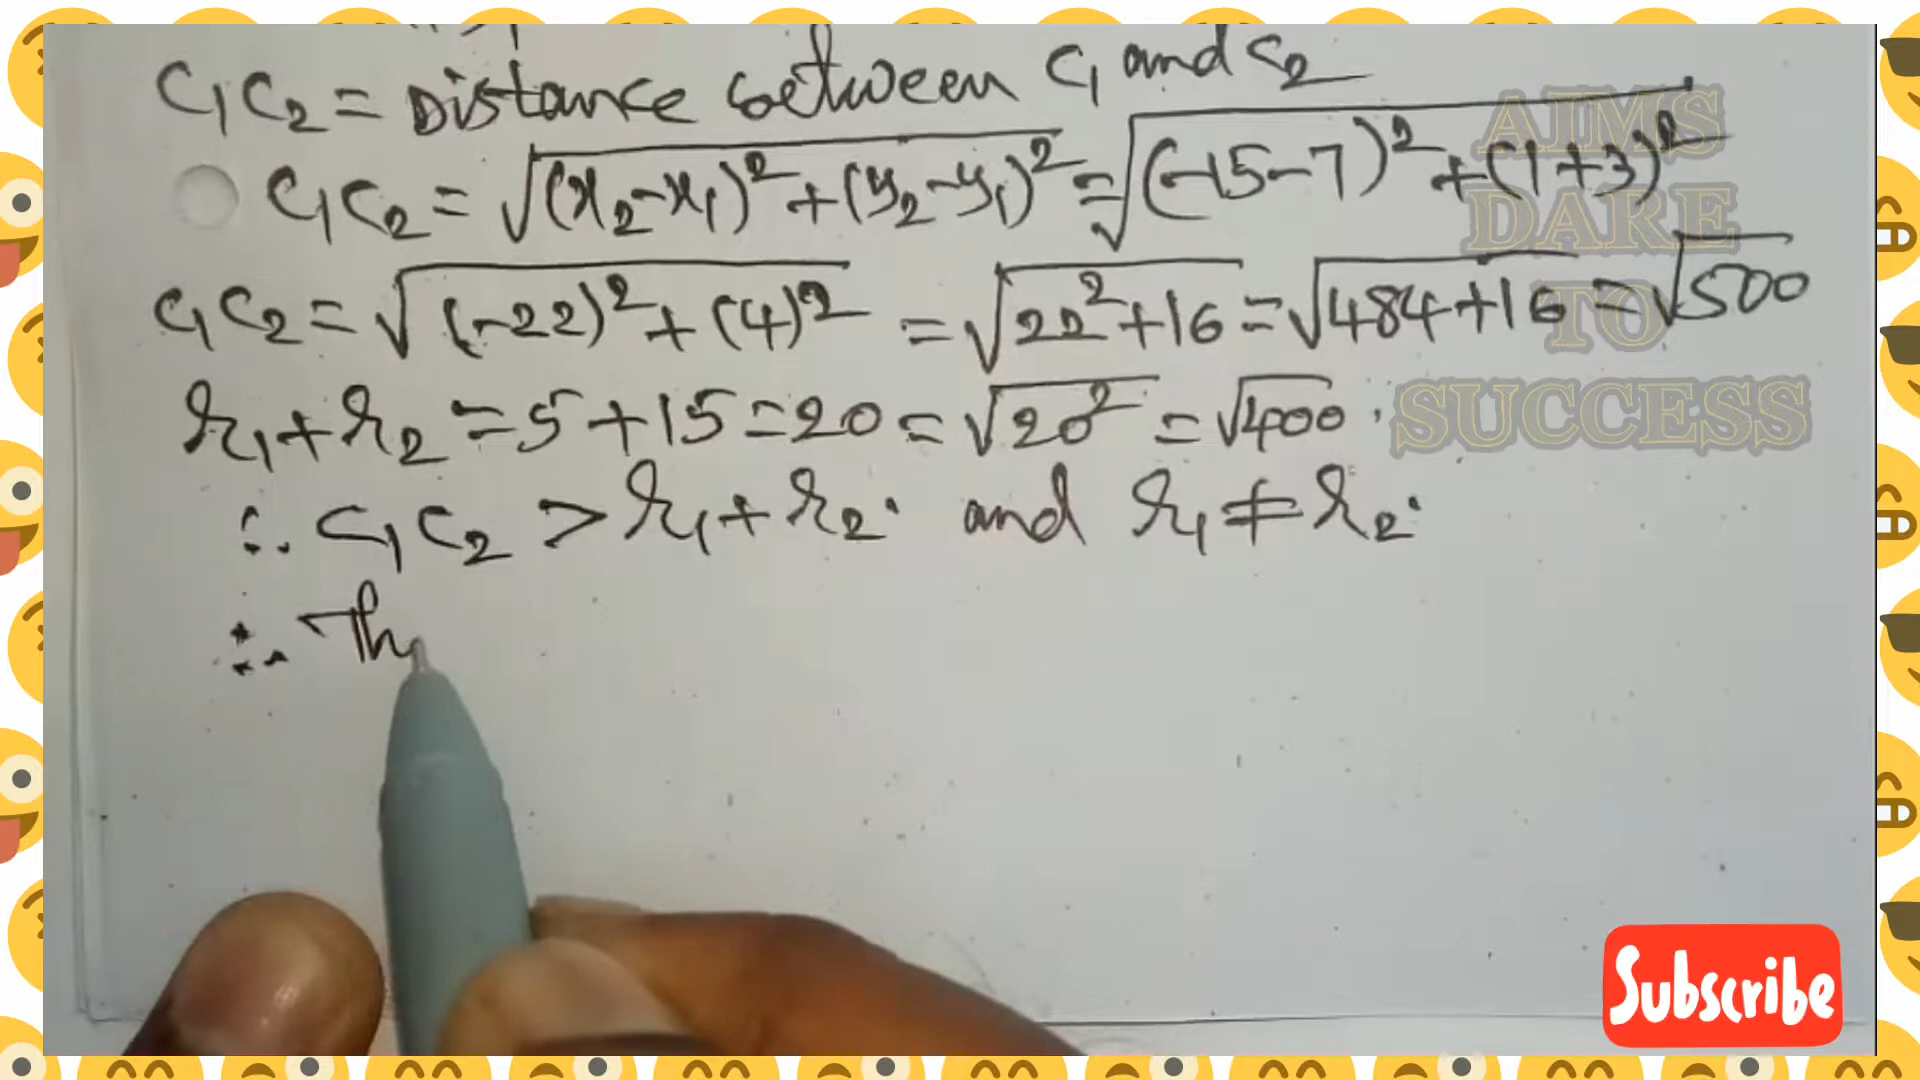 C1C2 = Distance between C1 and C2
C1C2 = √(x2-x1)²+(y2-y1)² = √(-15-7)²+(1+3)²
C1C2 = √(-22)²+(4)² = √22²+16 = √484+16 = √500
r1+r2 = 5+15 = 20 = √20² = √400.
∴ C1C2 > r1+r2. and r1≠r2.
∴ Th
AIMS
DARE
TO
SUCCESS
Subscribe